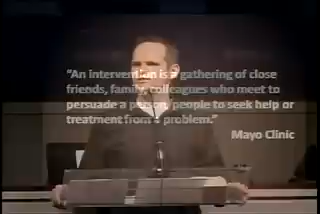 "An intervention is a gathering of close
friends, family, colleagues who meet to
persuade a person, people to seek help or
treatment from a problem."
Mayo Clinic